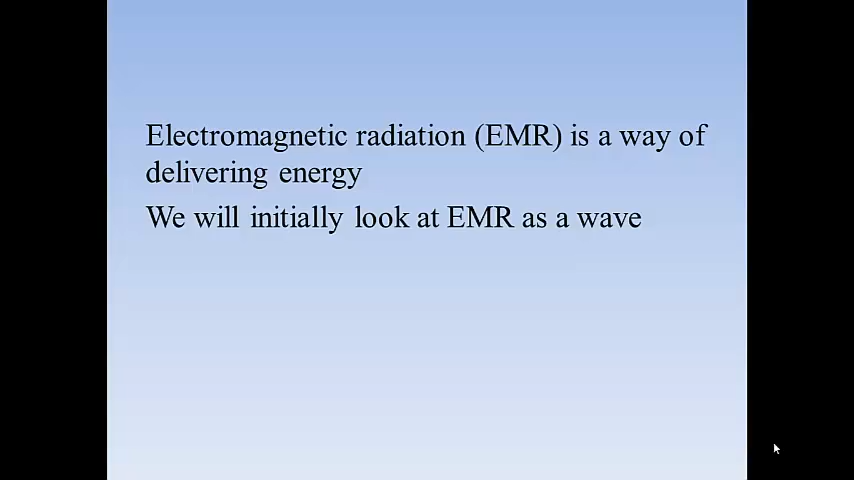 Electromagnetic radiation (EMR) is a way of
delivering energy
We will initially look at EMR as a wave